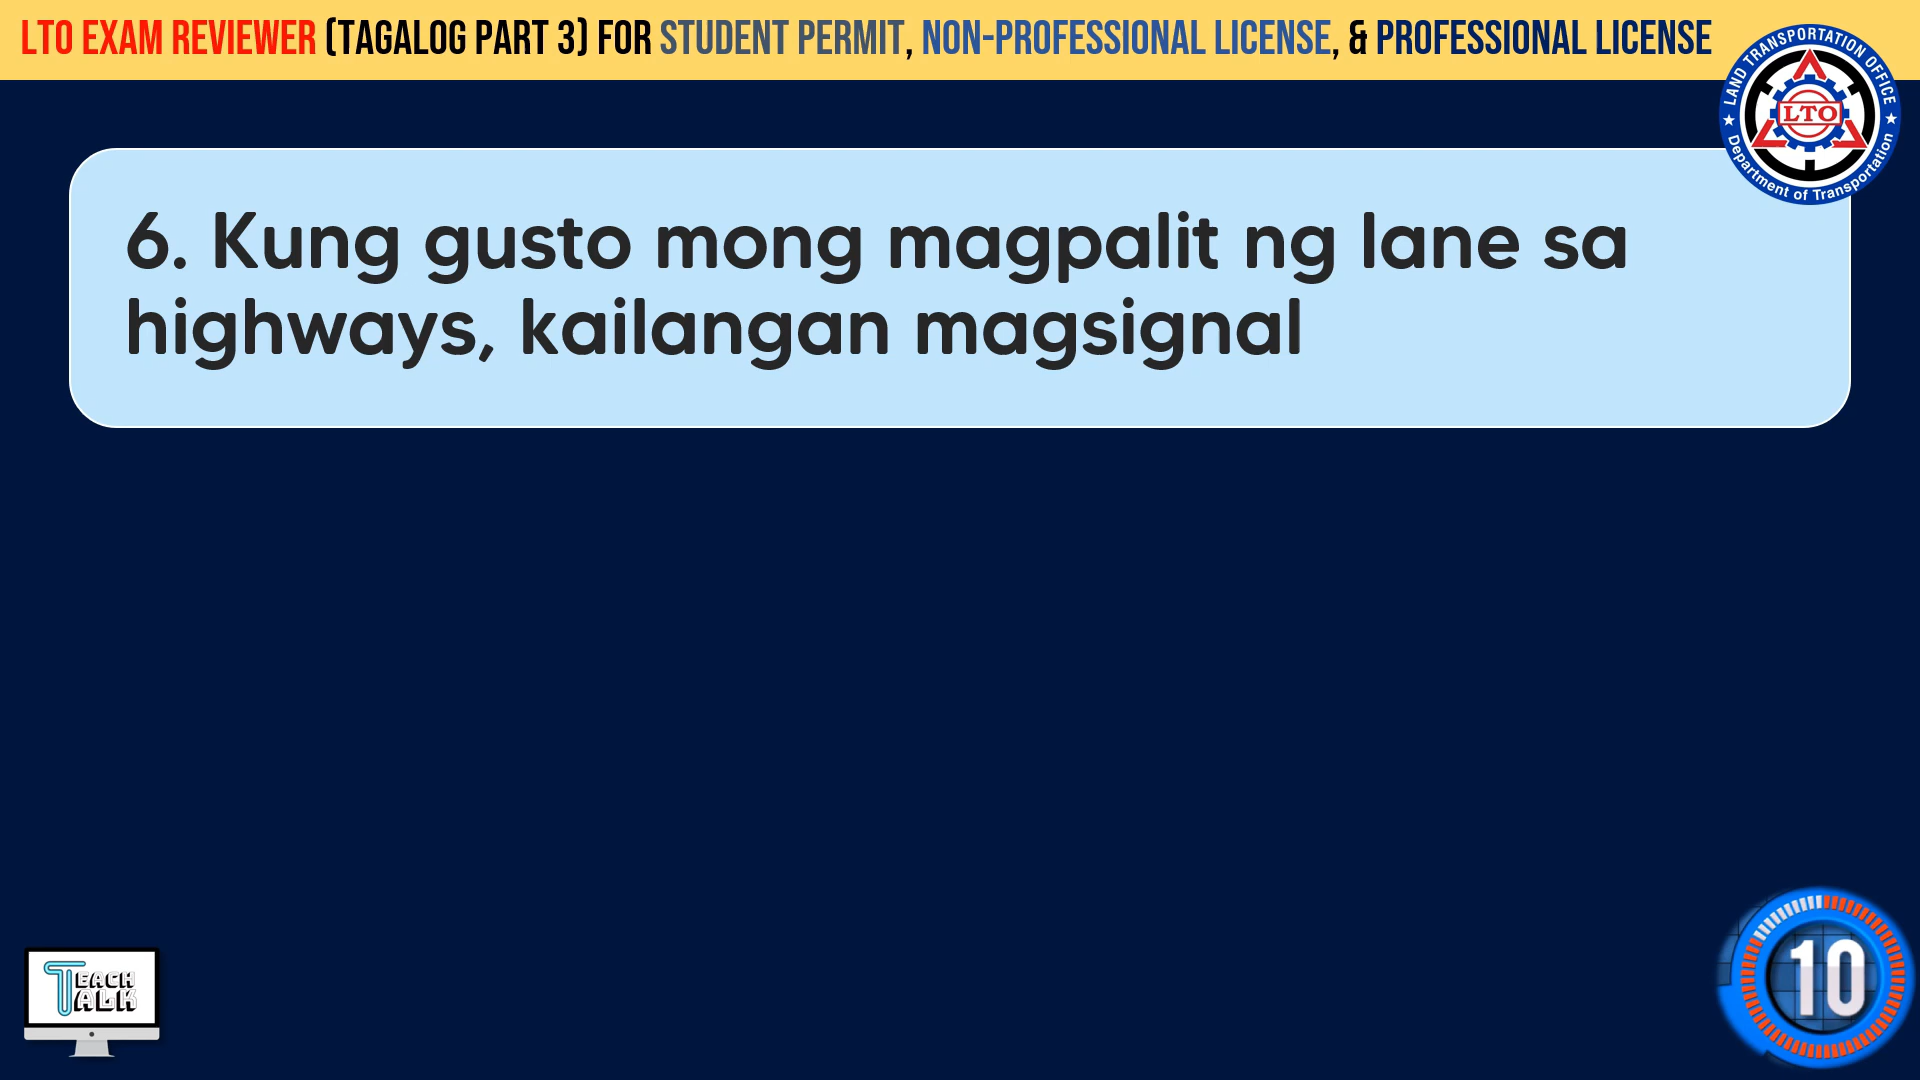 LTO EXAM REVIEWER (TAGALOG PART 3) FOR STUDENT PERMIT, NON-PROFESSIONAL LICENSE, & PROFESSIONAL LICENSE
LAND TRANSPORTATION OFFICE
LTO
Department of Transportation
6. Kung gusto mong magpalit ng lane sa
highways, kailangan magsignal
TEACH
TALK
10